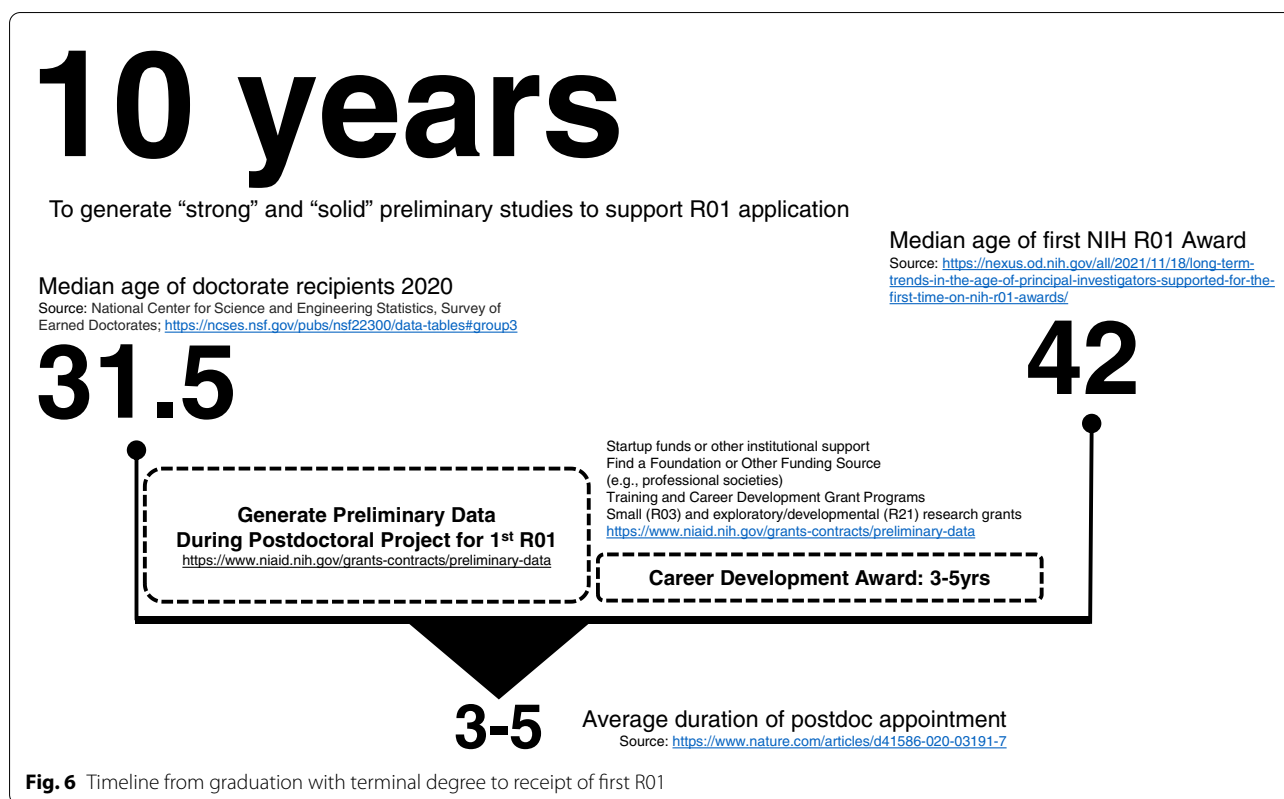 10 years
To generate “strong” and “solid” preliminary studies to support R01 application
Median age of first NIH R01 Award
Source: https://nexus.od.nih.gov/all/2021/11/18/long-term-
trends-in-the-age-of-principal-investigators-supported-for-the-
first-time-on-nih-r01-awards/
42
Median age of doctorate recipients 2020
Source: National Center for Science and Engineering Statistics, Survey of
Earned Doctorates; https://ncses.nsf.gov/pubs/nsf22300/data-tables#group3
31.5
Generate Preliminary Data
During Postdoctoral Project for 1st R01
https://www.niaid.nih.gov/grants-contracts/preliminary-data
Startup funds or other institutional support
Find a Foundation or Other Funding Source
(e.g., professional societies)
Training and Career Development Grant Programs
Small (R03) and exploratory/developmental (R21) research grants
https://www.niaid.nih.gov/grants-contracts/preliminary-data
Career Development Award: 3-5yrs
3-5
Average duration of postdoc appointment
Source: https://www.nature.com/articles/d41586-020-03191-7
Fig. 6 Timeline from graduation with terminal degree to receipt of first R01